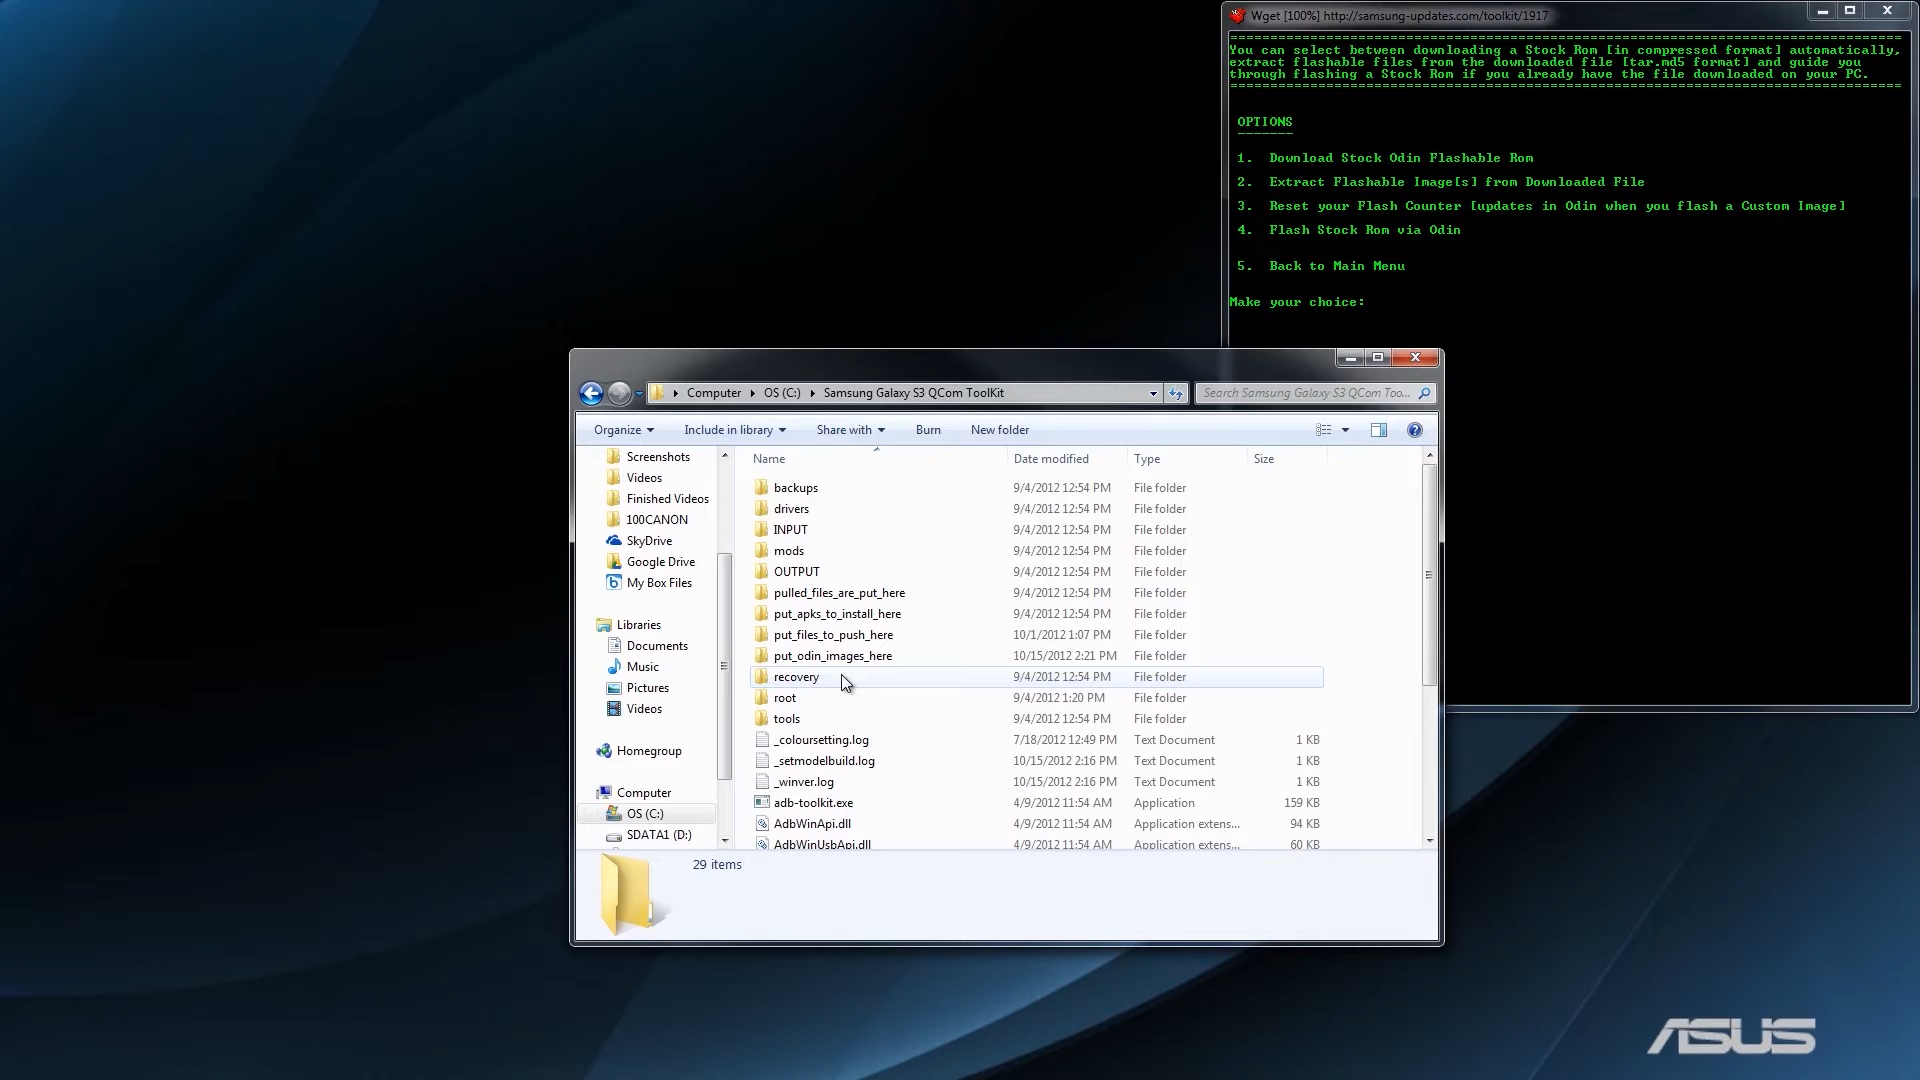 Wget [100%] http://samsung-updates.com/toolkit/1917
You can select between downloading a Stock Rom [in compressed format] automatically,
extract flashable files from the downloaded file [tar.md5 format] and guide you
through flashing a Stock Rom if you already have the file downloaded on your PC.
OPTIONS
1. Download Stock Odin Flashable Rom
2. Extract Flashable Image[s] from Downloaded File
3. Reset your Flash Counter [updates in Odin when you flash a Custom Image]
4. Flash Stock Rom via Odin
5. Back to Main Menu
Make your choice:
Computer OS (C:) Samsung Galaxy S3 QCom ToolKit
Search Samsung Galaxy S3 QCom Too...
Organize Include in library Share with Burn New folder
Screenshots
Videos
Finished Videos
100CANON
SkyDrive
Google Drive
My Box Files
Libraries
Documents
Music
Pictures
Videos
Homegroup
Computer
OS (C:)
SDATA1 (D:)
Name Date modified Type Size
backups 9/4/2012 12:54 PM File folder
drivers 9/4/2012 12:54 PM File folder
INPUT 9/4/2012 12:54 PM File folder
mods 9/4/2012 12:54 PM File folder
OUTPUT 9/4/2012 12:54 PM File folder
pulled_files_are_put_here 9/4/2012 12:54 PM File folder
put_apks_to_install_here 9/4/2012 12:54 PM File folder
put_files_to_push_here 10/1/2012 1:07 PM File folder
put_odin_images_here 10/15/2012 2:21 PM File folder
recovery 9/4/2012 12:54 PM File folder
root 9/4/2012 1:20 PM File folder
tools 9/4/2012 12:54 PM File folder
_coloursetting.log 7/18/2012 12:49 PM Text Document 1 KB
_setmodelbuild.log 10/15/2012 2:16 PM Text Document 1 KB
_winver.log 10/15/2012 2:16 PM Text Document 1 KB
adb-toolkit.exe 4/9/2012 11:54 AM Application 159 KB
AdbWinApi.dll 4/9/2012 11:54 AM Application extens... 94 KB
AdbWinUsbApi.dll 4/9/2012 11:54 AM Application extens... 60 KB
29 items
ASUS